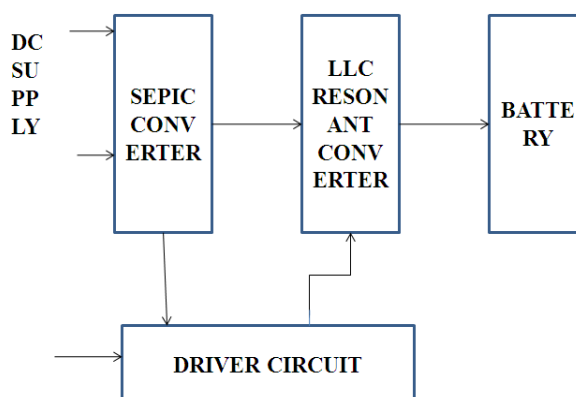 DC
SU
PP
LY
SEPIC
CONV
ERTER
LLC
RESON
ANT
CONV
ERTER
BATTE
RY
DRIVER CIRCUIT